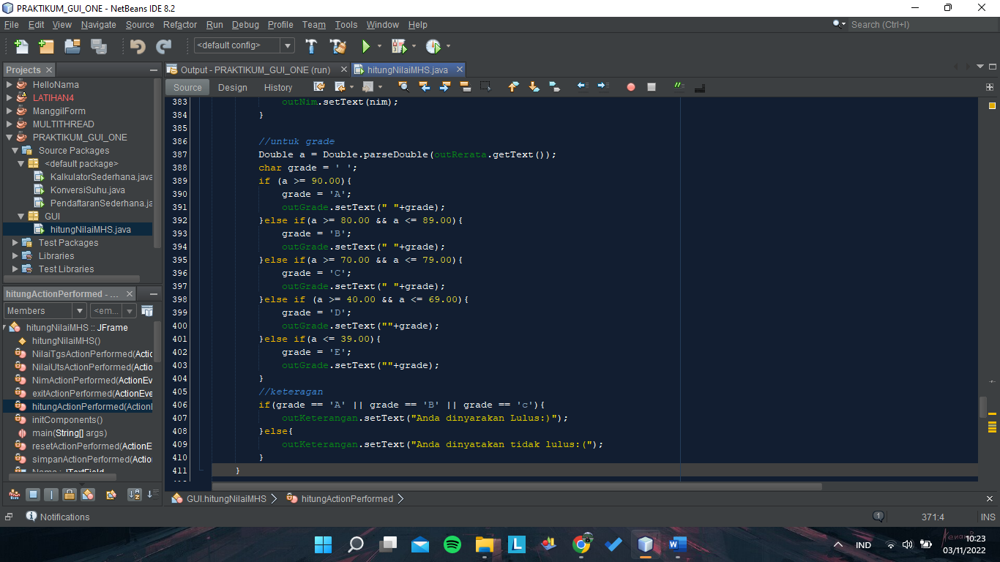 PRAKTIKUM_GUI_ONE - NetBeans IDE 8.2
File Edit View Navigate Source Refactor Run Debug Profile Team Tools Window Help
Search (Ctrl+I)
<default config>
Projects
HelloNama
LATIHAN4
ManggilForm
MULTITHREAD
PRAKTIKUM_GUI_ONE
Source Packages
<default package>
KalkulatorSederhana.java
KonversiSuhu.java
PendaftaranSederhana.ja
GUI
hitungNilaiMHS.java
Test Packages
Libraries
Test Libraries
hitungActionPerformed - ...
Members
<em...
hitungNilaiMHS :: JFrame
hitungNilaiMHS()
NilaiTgsActionPerformed(Actic
NilaiUtsActionPerformed(Actio
NimActionPerformed(ActionEv
exitActionPerformed(ActionEve
hitungActionPerformed(ActionI
initComponents()
main(String[] args)
resetActionPerformed(ActionE
simpanActionPerformed(Actio
Output - PRAKTIKUM_GUI_ONE (run)
hitungNilaiMHS.java
Source Design History
383 outNim.setText(nim);
384 }
385
386 //untuk grade
387 Double a = Double.parseDouble(outRerata.getText());
388 char grade = ' ';
389 if (a >= 90.00){
390 grade = 'A';
391 outGrade.setText(" "+grade);
392 }else if(a >= 80.00 && a <= 89.00){
393 grade = 'B';
394 outGrade.setText(" "+grade);
395 }else if(a >= 70.00 && a <= 79.00){
396 grade = 'C';
397 outGrade.setText(" "+grade);
398 }else if (a >= 40.00 && a <= 69.00){
399 grade = 'D';
400 outGrade.setText(""+grade);
401 }else if(a <= 39.00){
402 grade = 'E';
403 outGrade.setText(""+grade);
404 }
405 //keteragan
406 if(grade == 'A' || grade == 'B' || grade == 'c'){
407 outKeterangan.setText("Anda dinyarakan Lulus:)");
408 }else{
409 outKeterangan.setText("Anda dinyatakan tidak lulus:(");
410 }
411 }
GUI.hitungNilaiMHS
hitungActionPerformed
Notifications
1
371:4
INS
IND
10:23
03/11/2022